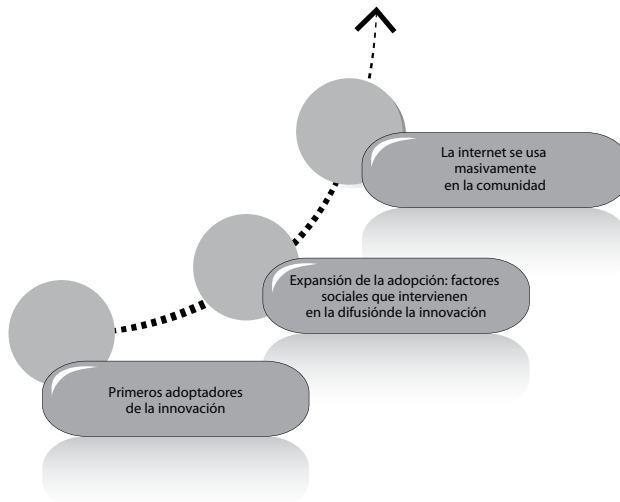 La internet se usa
masivamente
en la comunidad
Expansión de la adopción: factores
sociales que intervienen
en la difusiónde la innovación
Primeros adoptadores
de la innovación